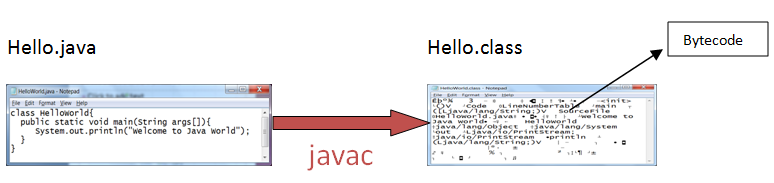 Hello.java
Hello.class
Bytecode
HelloWorld.java - Notepad
File Edit Format View Help
class HelloWorld{
public static void main(String args[]){
System.out.println("Welcome to Java World");
}
}
javac
HelloWorld.class - Notepad
File Edit Format View Help
<init>
()V Code LineNumberTable main
([Ljava/lang/String;)V SourceFile
HelloWorld.java
Welcome to
Java World HelloWorld
java/lang/Object java/lang/System
out Ljava/io/PrintStream;
java/io/PrintStream println
(Ljava/lang/String;)V